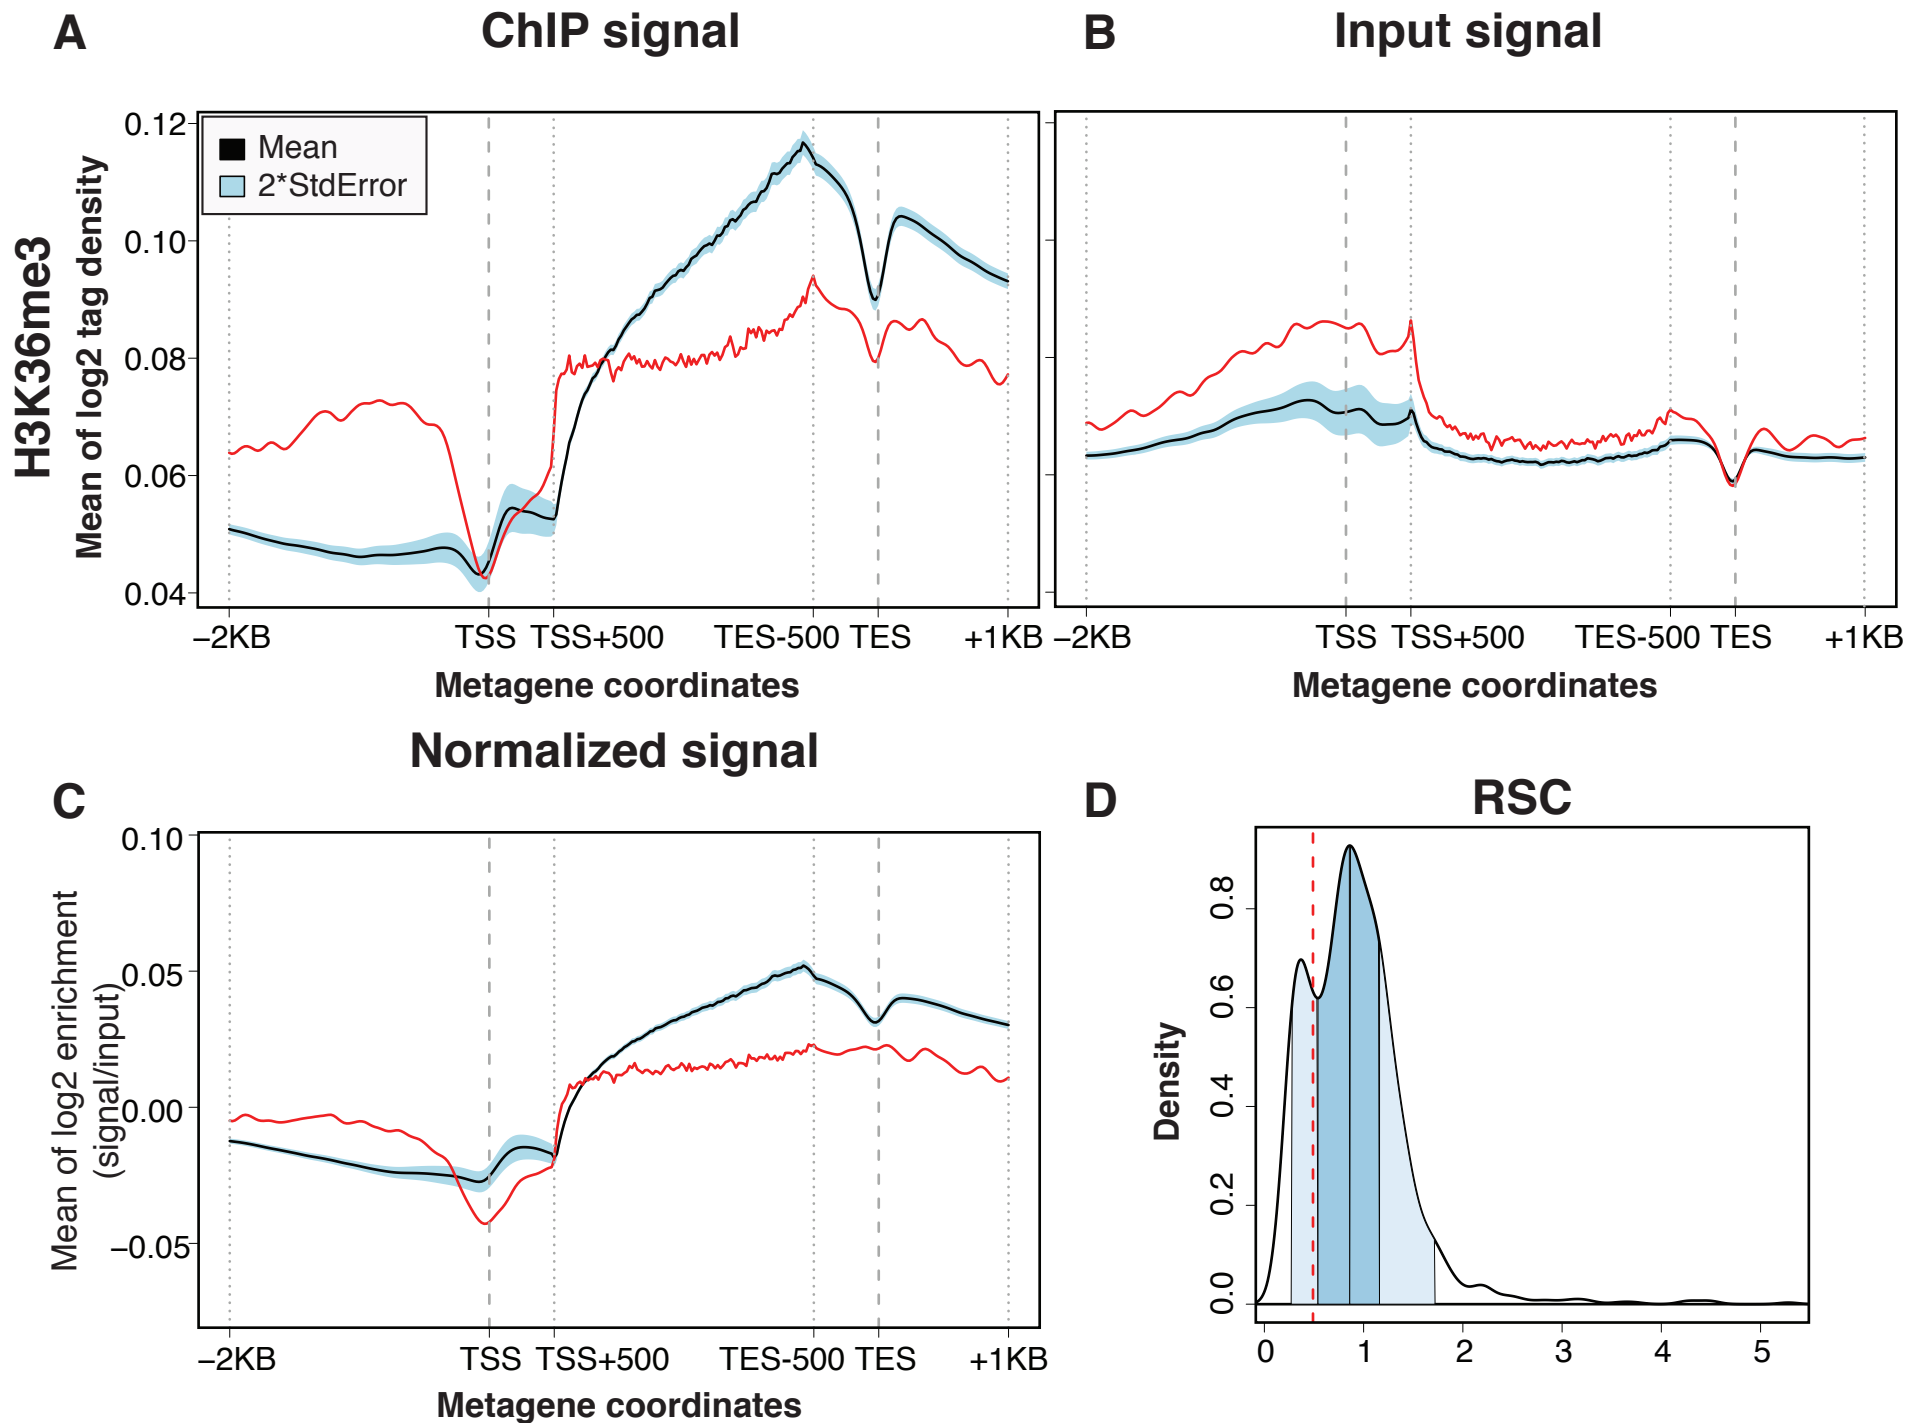 A
ChIP signal
B
Input signal
H3K36me3
Mean of log2 tag density
0.12
0.10
0.08
0.06
0.04
Mean
2*StdError
−2KB
TSS
TSS+500
TES-500
TES
+1KB
Metagene coordinates
−2KB
TSS
TSS+500
TES-500
TES
+1KB
Metagene coordinates
Normalized signal
C
Mean of log2 enrichment
(signal/input)
0.10
0.05
0.00
−0.05
−2KB
TSS
TSS+500
TES-500
TES
+1KB
Metagene coordinates
D
RSC
Density
0.8
0.6
0.4
0.2
0.0
0
1
2
3
4
5